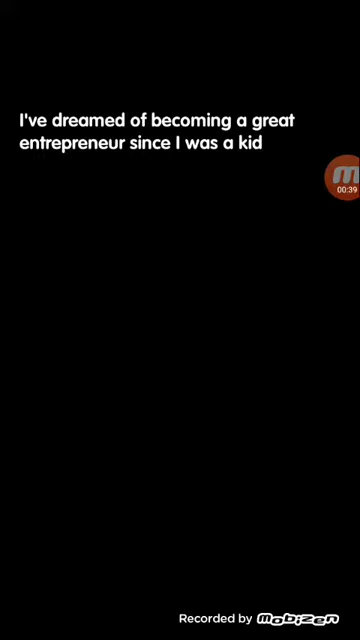 I've dreamed of becoming a great
entrepreneur since I was a kid
00:39
Recorded by mobizen